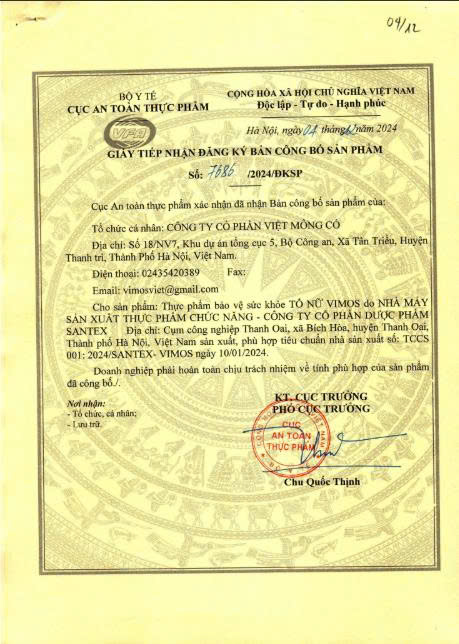 04/12
BỘ Y TẾ
CỤC AN TOÀN THỰC PHẨM
VFA
CỘNG HÒA XÃ HỘI CHỦ NGHĨA VIỆT NAM
Độc lập - Tự do - Hạnh phúc
Hà Nội, ngày 04 tháng 12 năm 2024
GIẤY TIẾP NHẬN ĐĂNG KÝ BẢN CÔNG BỐ SẢN PHẨM
Số: 7686 /2024/ĐKSP
Cục An toàn thực phẩm xác nhận đã nhận Bản công bố sản phẩm của:
Tổ chức cá nhân: CÔNG TY CỔ PHẦN VIỆT MÔNG CỔ
Địa chỉ: Số 18/NV7, Khu dự án tổng cục 5, Bộ Công an, Xã Tân Triều, Huyện
Thanh trì, Thành Phố Hà Nội, Việt Nam.
Điện thoại: 02435420389 Fax:
Email: vimosviet@gmail.com
Cho sản phẩm: Thực phẩm bảo vệ sức khỏe TỐ NỮ VIMOS do NHÀ MÁY
SẢN XUẤT THỰC PHẨM CHỨC NĂNG - CÔNG TY CỔ PHẦN DƯỢC PHẨM
SANTEX Địa chỉ: Cụm công nghiệp Thanh Oai, xã Bích Hòa, huyện Thanh Oai,
Thành phố Hà Nội, Việt Nam sản xuất, phù hợp tiêu chuẩn nhà sản xuất số: TCCS
001: 2024/SANTEX- VIMOS ngày 10/01/2024.
Doanh nghiệp phải hoàn toàn chịu trách nhiệm về tính phù hợp của sản phẩm
đã công bố./.
Nơi nhận:
- Tổ chức, cá nhân;
- Lưu trữ.
KT. CỤC TRƯỞNG
PHÓ CỤC TRƯỞNG
CỤC
AN TOÀN
THỰC PHẨM
Chu Quốc Thịnh